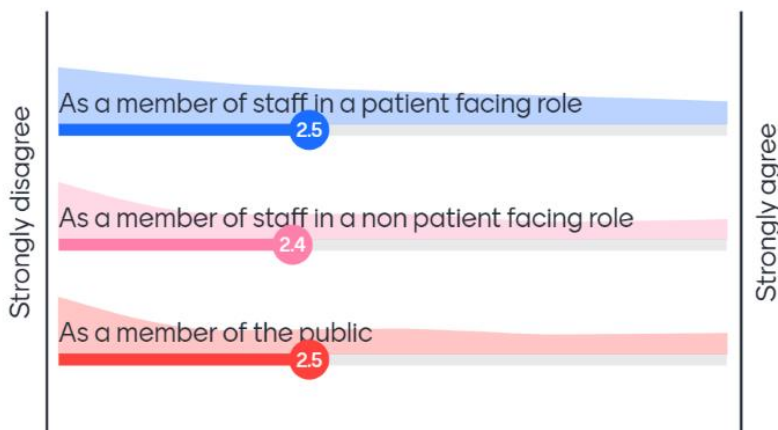 Strongly disagree
As a member of staff in a patient facing role
2.5
As a member of staff in a non patient facing role
2.4
As a member of the public
2.5
Strongly agree